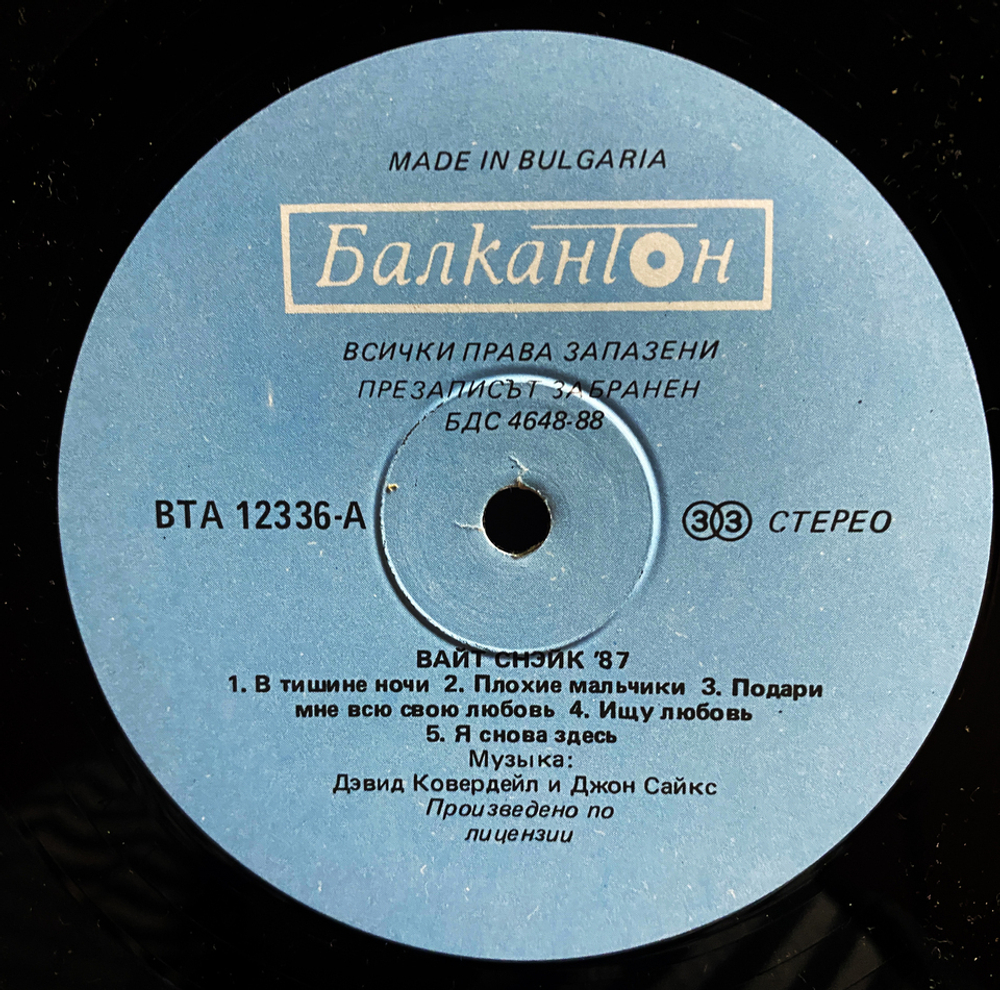 MADE IN BULGARIA
Балкантон
ВСИЧКИ ПРАВА ЗАПАЗЕНИ
ПРЕЗАПИСЪТ ЗАБРАНЕН
БДС 4648-88
ВТА 12336-А
33 СТЕРЕО
ВАЙТ СНЭЙК '87
1. В тишине ночи 2. Плохие мальчики 3. Подари
мне всю свою любовь 4. Ищу любовь
5. Я снова здесь
Музыка:
Дэвид Ковердейл и Джон Сайкс
Произведено по
лицензии